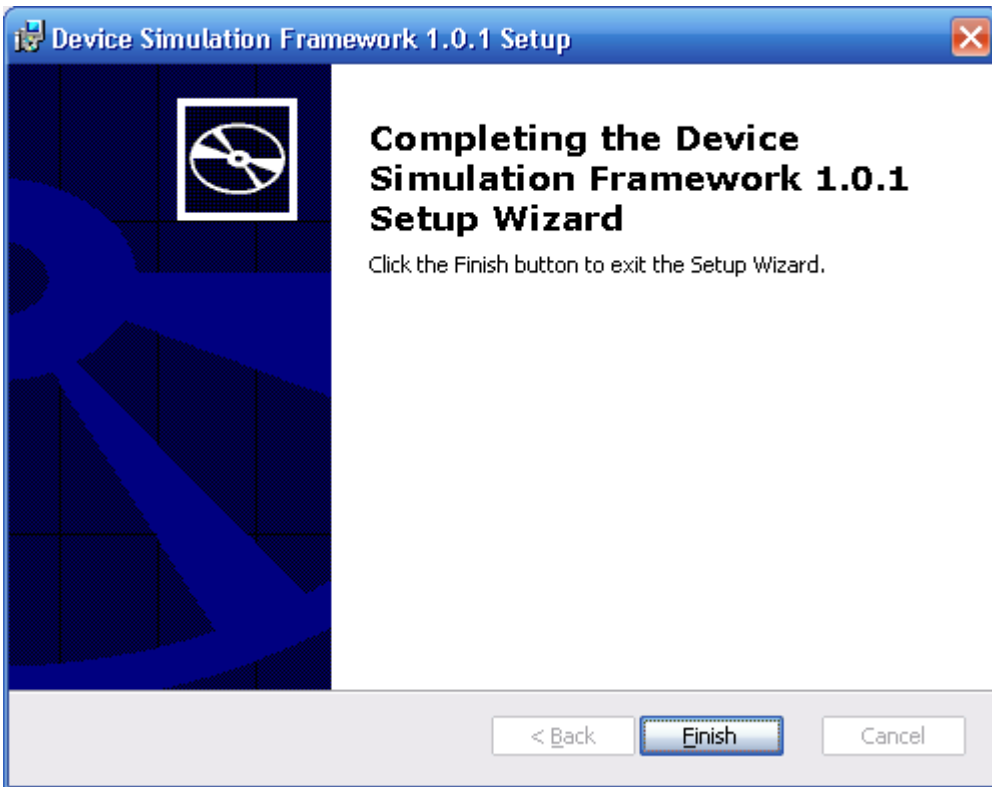 Device Simulation Framework 1.0.1 Setup
Completing the Device
Simulation Framework 1.0.1
Setup Wizard
Click the Finish button to exit the Setup Wizard.
< Back Finish Cancel